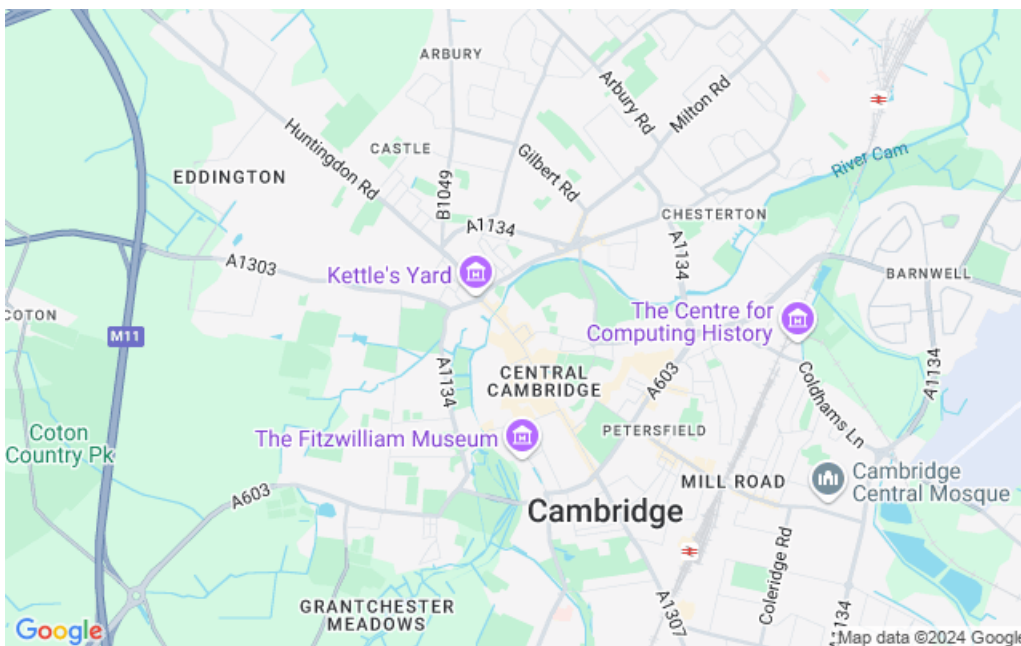 ARBURY
Arbury Rd
Milton Rd
Huntingdon Rd
CASTLE
Gilbert Rd
River Cam
EDDINGTON
B1049
CHESTERTON
A1134
A1134
A1303
Kettle's Yard
BARNWELL
COTON
The Centre for
Computing History
M11
A1134
CENTRAL
CAMBRIDGE
A603
Coldhams Ln
A1134
Coton
Country Pk
The Fitzwilliam Museum
PETERSFIELD
MILL ROAD
Cambridge
Central Mosque
A603
Cambridge
Coleridge Rd
GRANTCHESTER
MEADOWS
A1307
A1134
Google
Map data ©2024 Google